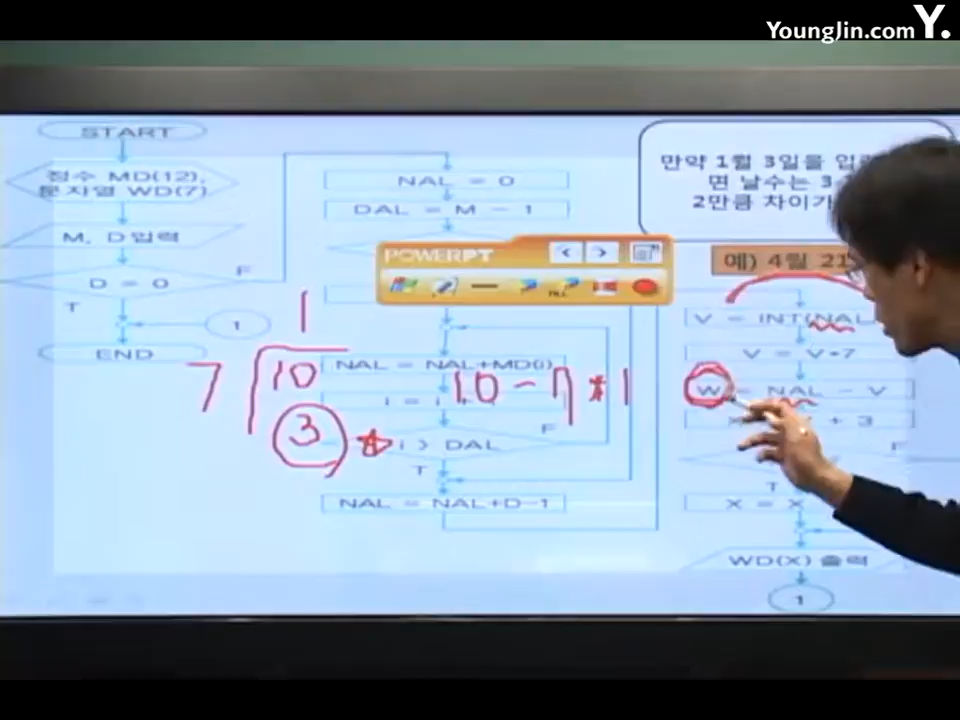 YoungJin.com Y.
START
정수 MD(12),
문자열 WD(7)
M, D입력
D = 0
F
T
1
END
NAL = 0
DAL = M - 1
POWERPT
ALL
NAL = NAL+MD(i)
i > DAL
F
T
NAL = NAL+D-1
1
7 10
3
10 - 7 * 1
만약 1월 3일을
면 날수는 3
2만큼 차이가
예) 4월 21
V = INT(NAL
V = V*7
W = NAL - V
+ 3
F
T
X = X
WD(X)출력
1